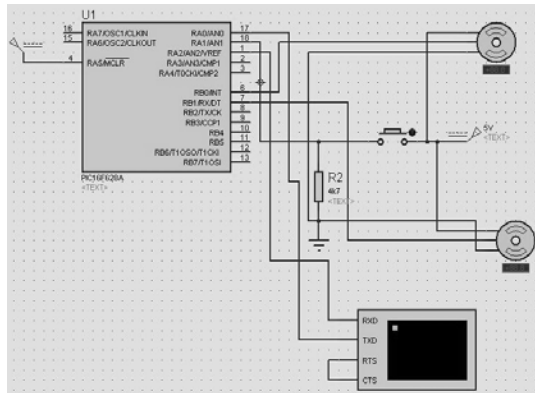 U1
16 RA7/OSC1/CLKIN RA0/AN0 17
15 RA6/OSC2/CLKOUT RA1/AN1 18
RA2/AN2/VREF 1
4 RA5/MCLR RA3/AN3/CMP1 2
RA4/T0CKI/CMP2 3
RB0/INT 6
RB1/RX/DT 7
RB2/TX/CK 8
RB3/CCP1 9
RB4 10
RB5 11
RB6/T1OSO/T1CKI 12
RB7/T1OSI 13
PIC16F628A
<TEXT>
5V
<TEXT>
R2
4k7
<TEXT>
RXD
TXD
RTS
CTS